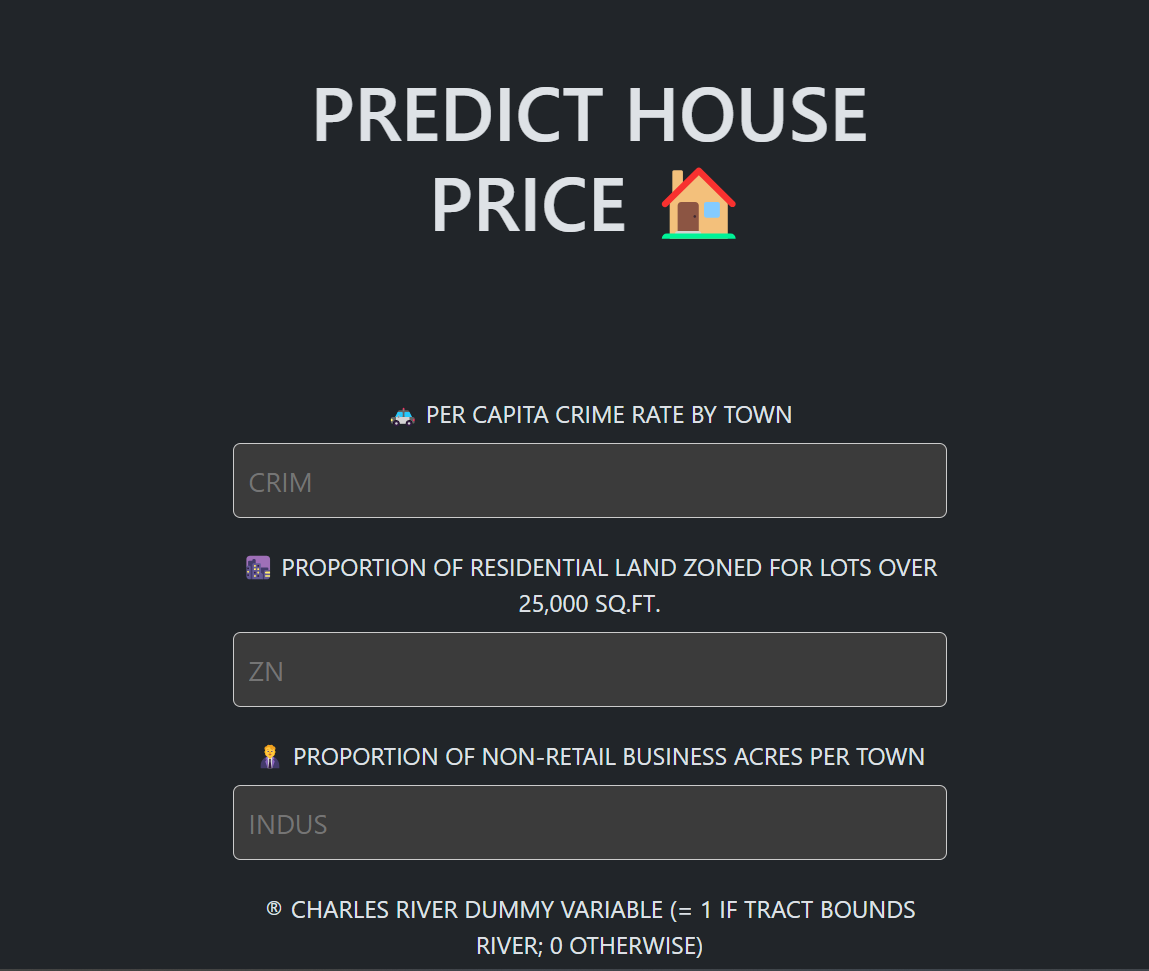 PREDICT HOUSE
PRICE 🏠
🚓 PER CAPITA CRIME RATE BY TOWN
CRIM
🌆 PROPORTION OF RESIDENTIAL LAND ZONED FOR LOTS OVER
25,000 SQ.FT.
ZN
👨‍💼 PROPORTION OF NON-RETAIL BUSINESS ACRES PER TOWN
INDUS
® CHARLES RIVER DUMMY VARIABLE (= 1 IF TRACT BOUNDS
RIVER; 0 OTHERWISE)